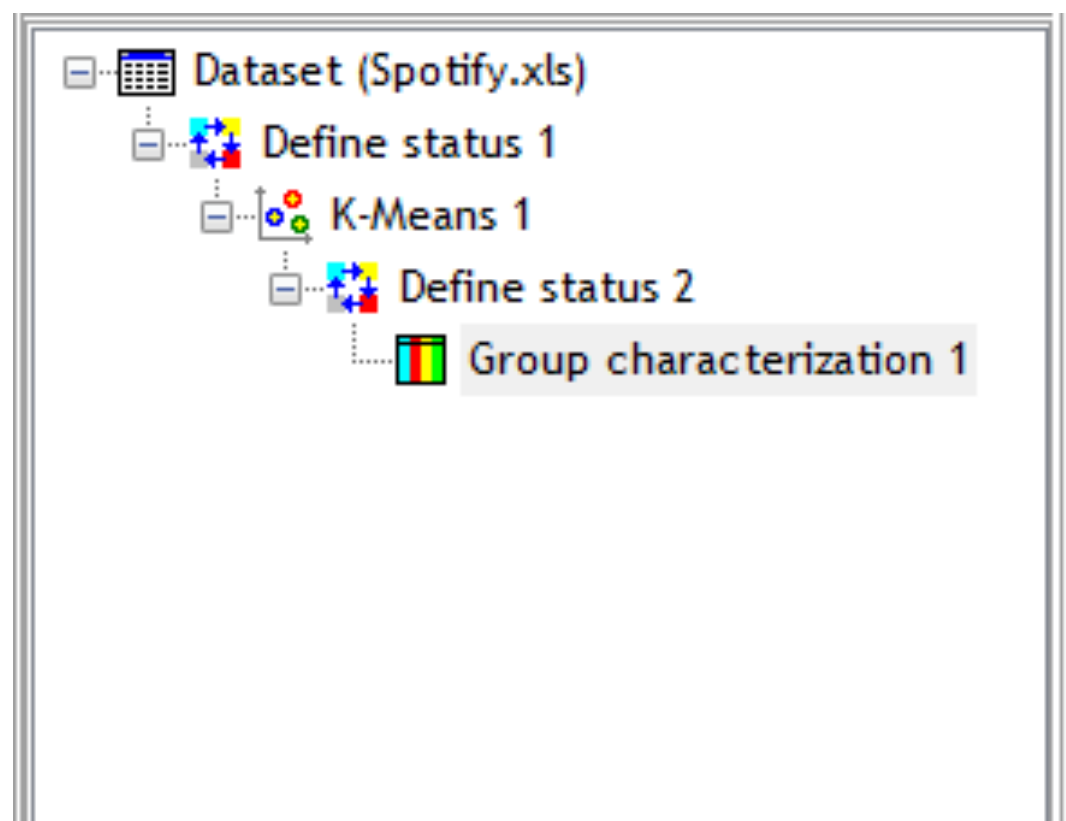 Dataset (Spotify.xls)
Define status 1
K-Means 1
Define status 2
Group characterization 1